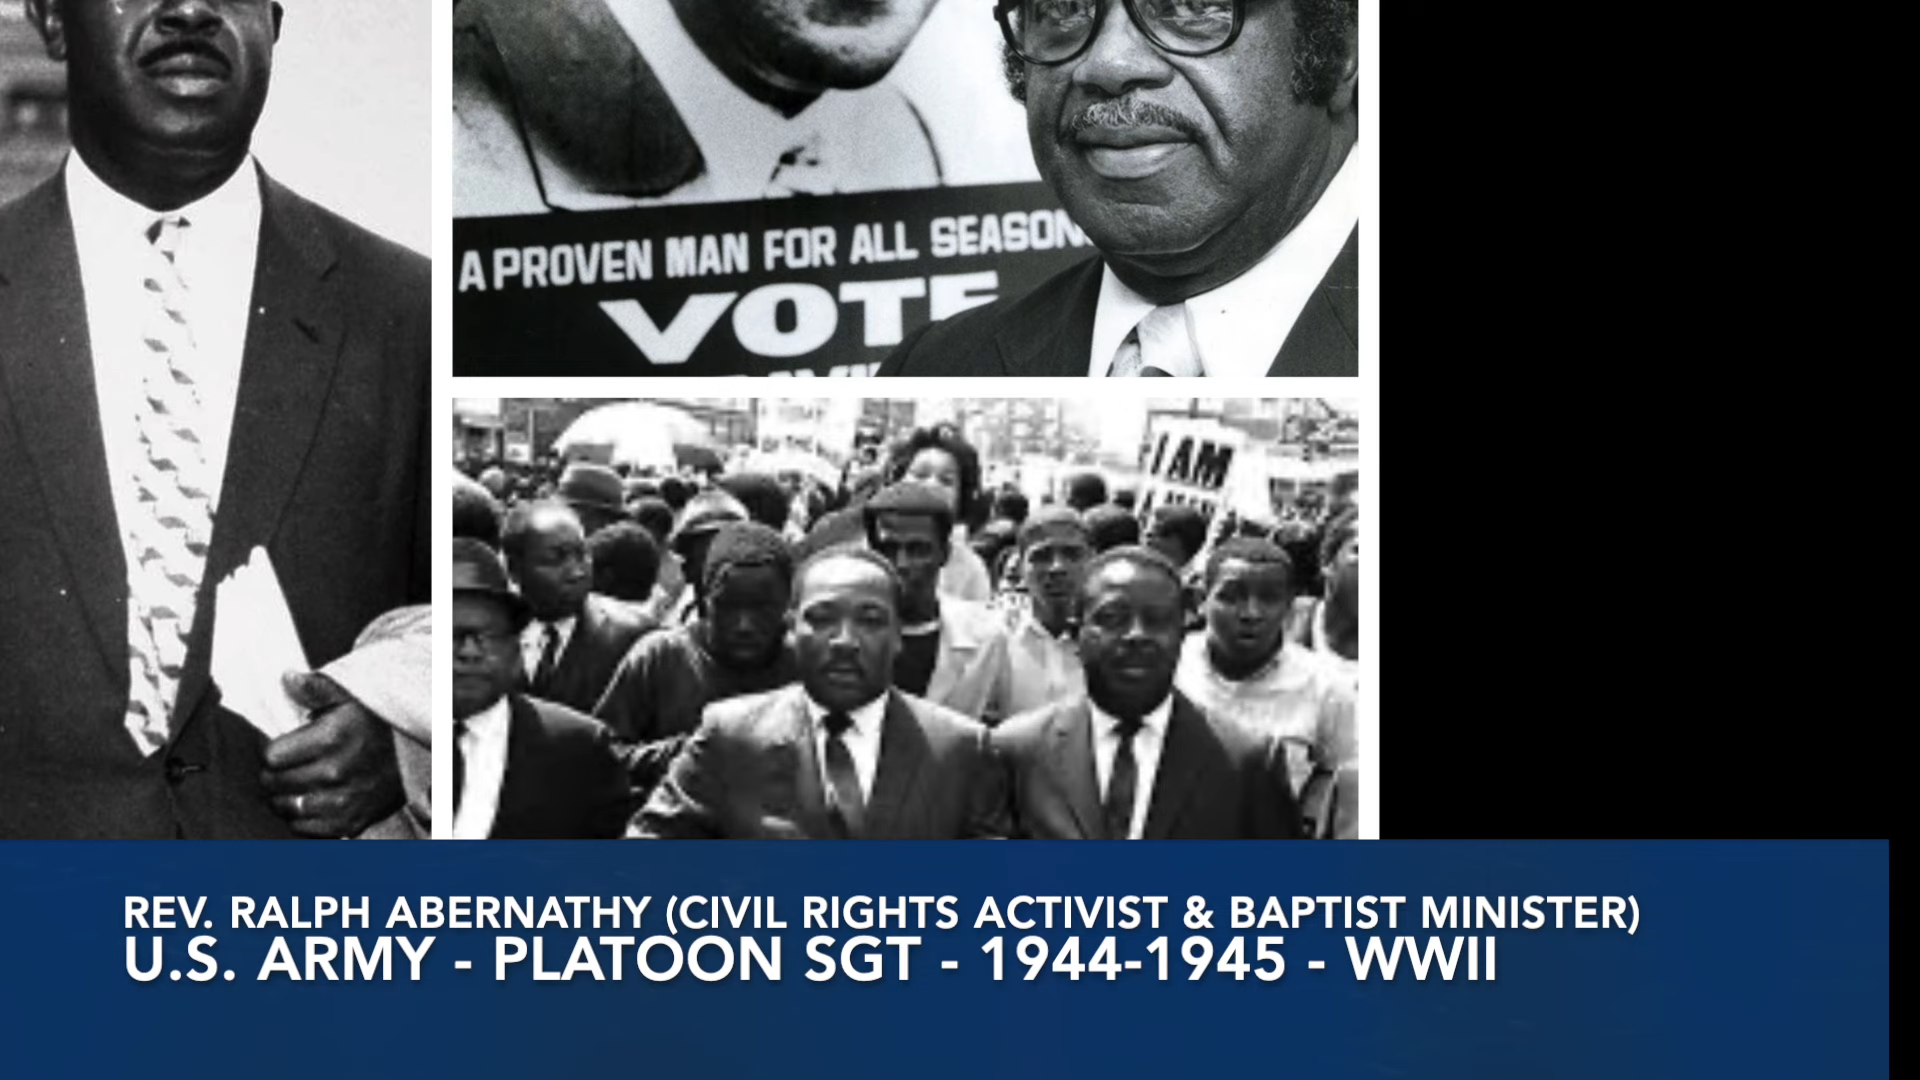 A PROVEN MAN FOR ALL SEASON
VOTE
I AM
REV. RALPH ABERNATHY (CIVIL RIGHTS ACTIVIST & BAPTIST MINISTER)
U.S. ARMY - PLATOON SGT - 1944-1945 - WWII